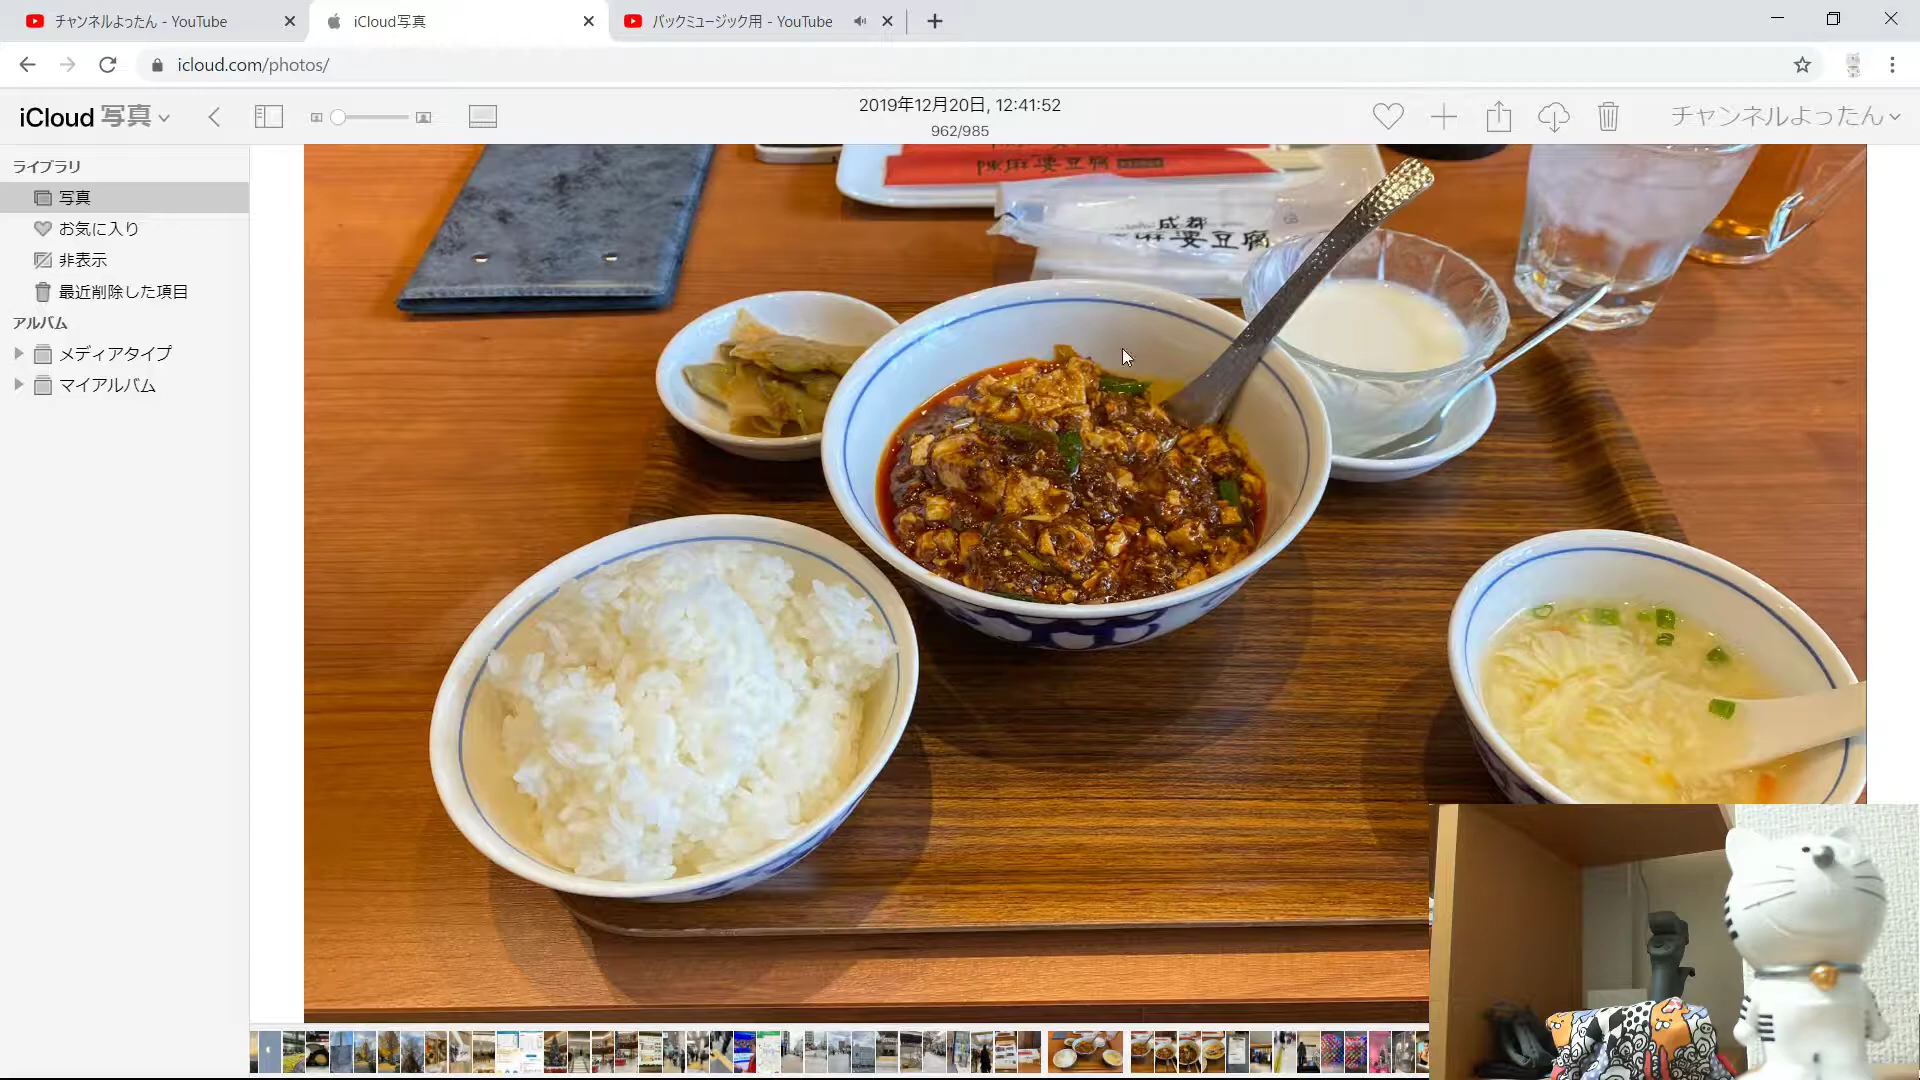 チャンネルよったん - YouTube
iCloud写真
バックミュージック用 - YouTube
icloud.com/photos/
iCloud 写真
2019年12月20日, 12:41:52
962/985
チャンネルよったん
ライブラリ
写真
お気に入り
非表示
最近削除した項目
アルバム
メディアタイプ
マイアルバム
陳麻婆豆腐
成都
麻婆豆腐